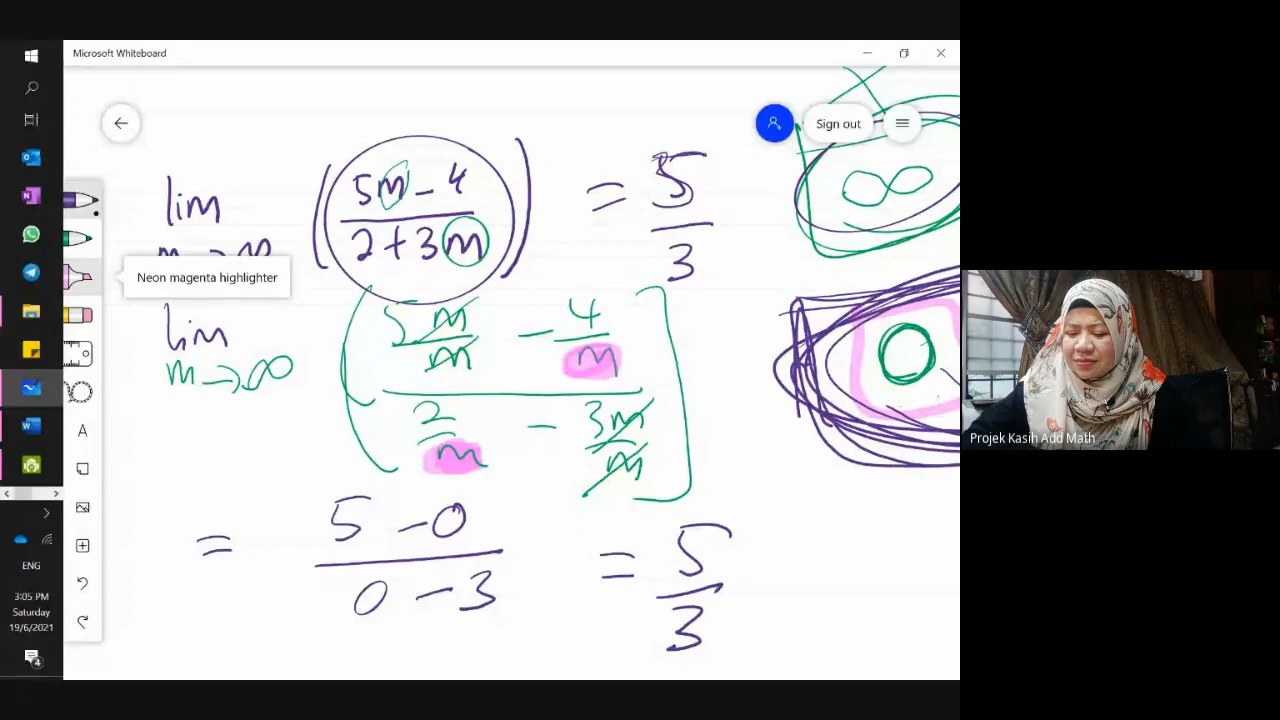 Microsoft Whiteboard
Sign out
lim m→∞ ( 5m - 4 / 2 + 3m ) = 5/3
Neon magenta highlighter
lim m→∞ ( 5m/m - 4/m / 2/m - 3m/m )
= 5 - 0 / 0 - 3 = 5/3
∞
Projek Kasih Add Math
A
ENG
3:05 PM
Saturday
19/6/2021
4